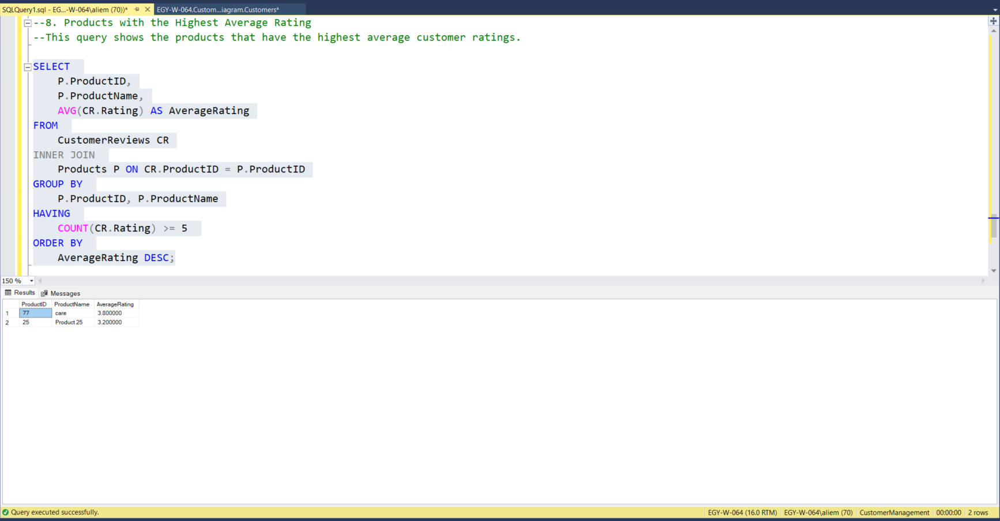 SQLQuery1.sql - EG...-W-064\aliem (70))*
EGY-W-064.Custom...iagram.Customers*
--8. Products with the Highest Average Rating
--This query shows the products that have the highest average customer ratings.
SELECT
P.ProductID,
P.ProductName,
AVG(CR.Rating) AS AverageRating
FROM
CustomerReviews CR
INNER JOIN
Products P ON CR.ProductID = P.ProductID
GROUP BY
P.ProductID, P.ProductName
HAVING
COUNT(CR.Rating) >= 5
ORDER BY
AverageRating DESC;
150 %
Results Messages
ProductID ProductName AverageRating
1 77 care 3.800000
2 25 Product 25 3.200000
Query executed successfully.
EGY-W-064 (16.0 RTM) EGY-W-064\aliem (70) CustomerManagement 00:00:00 2 rows